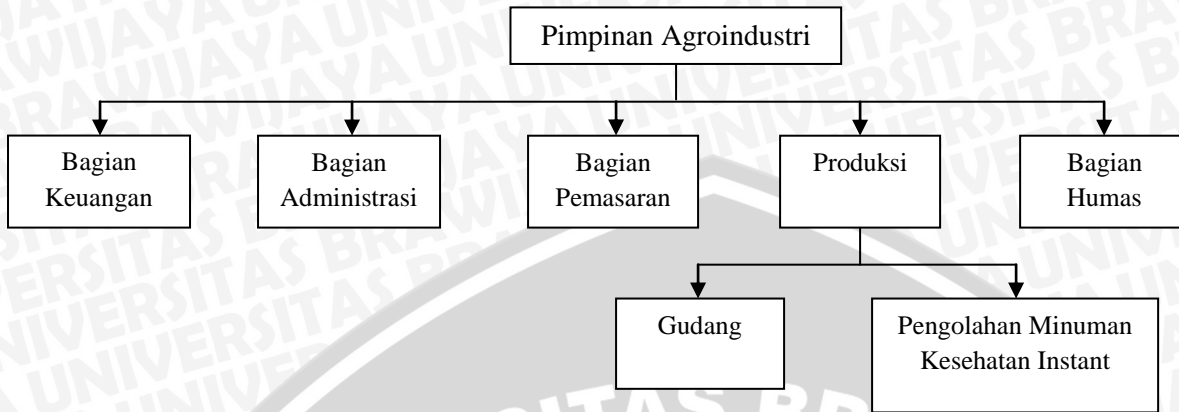 Pimpinan Agroindustri
Bagian
Keuangan
Bagian
Administrasi
Bagian
Pemasaran
Produksi
Bagian
Humas
Gudang
Pengolahan Minuman
Kesehatan Instant